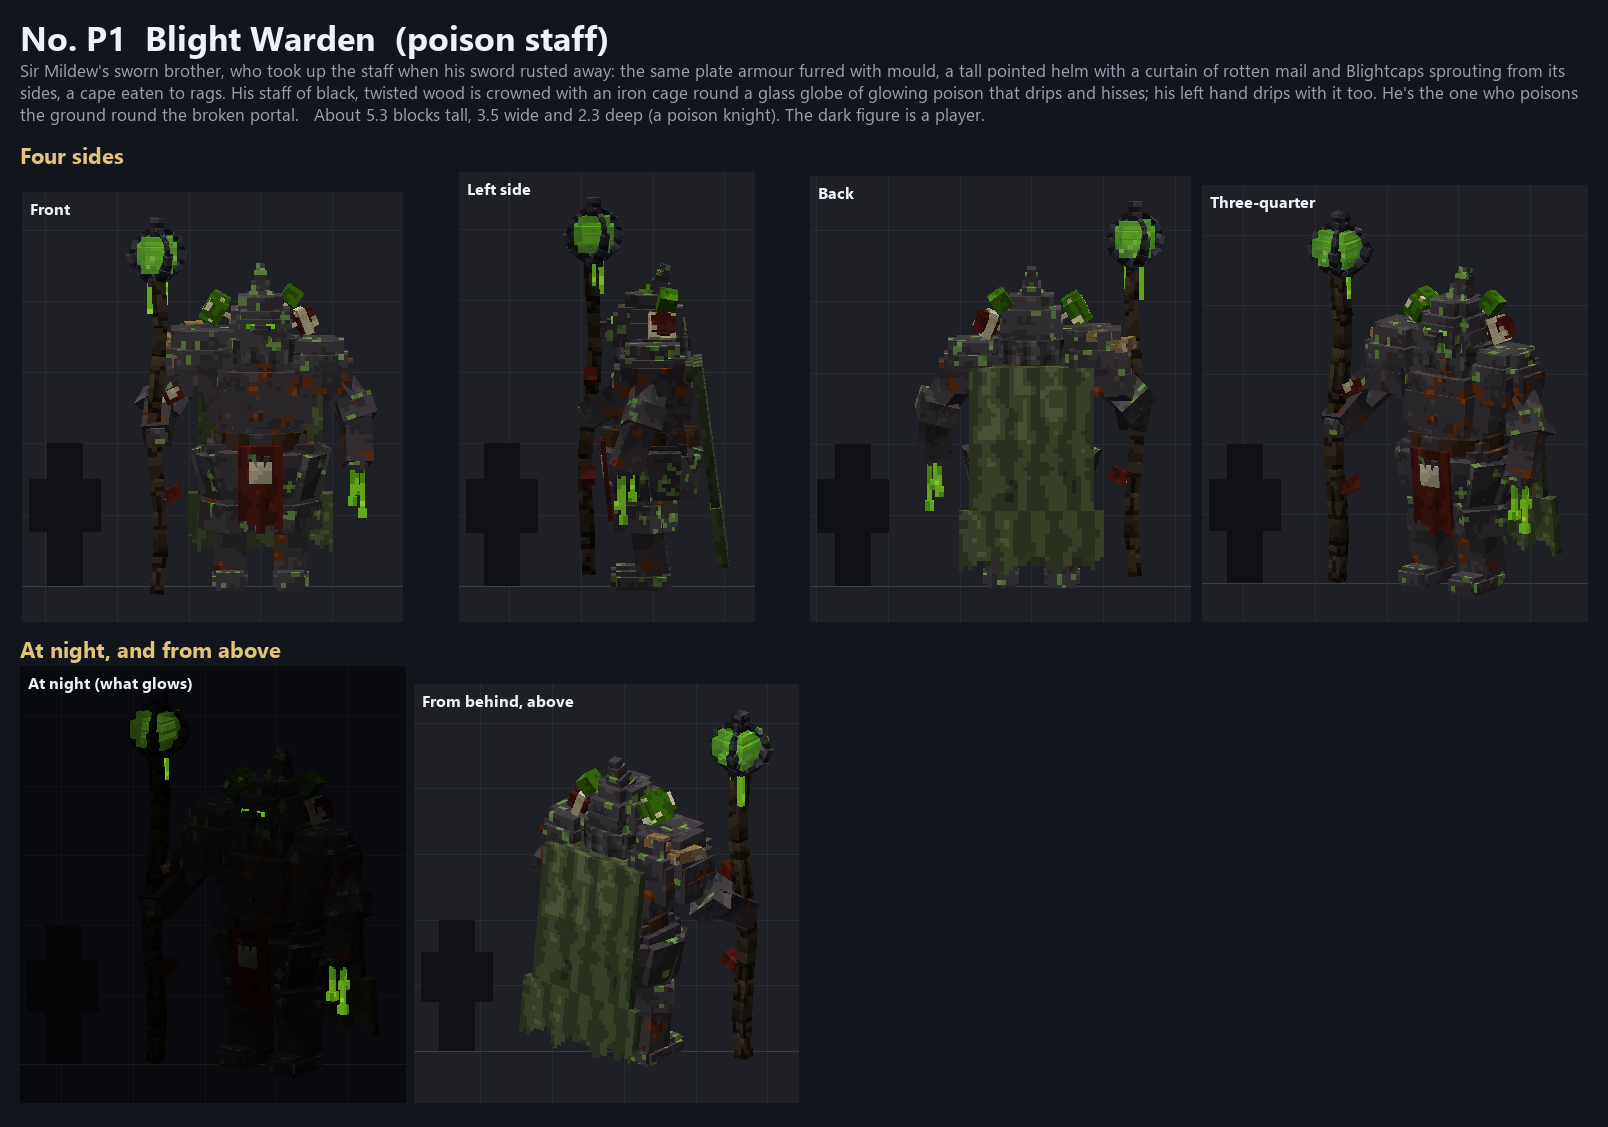 No. P1 Blight Warden (poison staff)
Sir Mildew's sworn brother, who took up the staff when his sword rusted away: the same plate armour furred with mould, a tall pointed helm with a curtain of rotten mail and Blightcaps sprouting from its
sides, a cape eaten to rags. His staff of black, twisted wood is crowned with an iron cage round a glass globe of glowing poison that drips and hisses; his left hand drips with it too. He's the one who poisons
the ground round the broken portal. About 5.3 blocks tall, 3.5 wide and 2.3 deep (a poison knight). The dark figure is a player.
Four sides
Front
Left side
Back
Three-quarter
At night, and from above
At night (what glows)
From behind, above